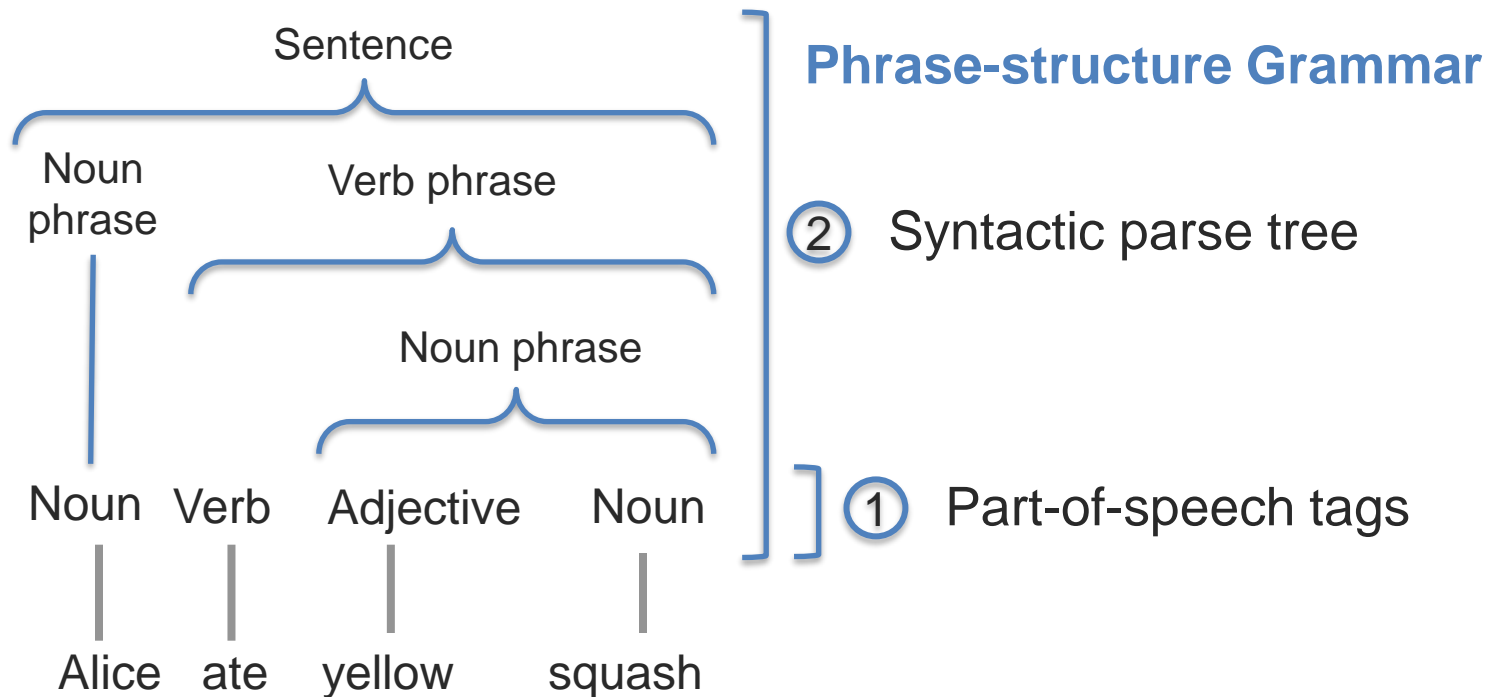 Sentence
Phrase-structure Grammar
Noun
phrase
Verb phrase
2 Syntactic parse tree
Noun phrase
Noun Verb Adjective Noun
1 Part-of-speech tags
Alice ate yellow squash